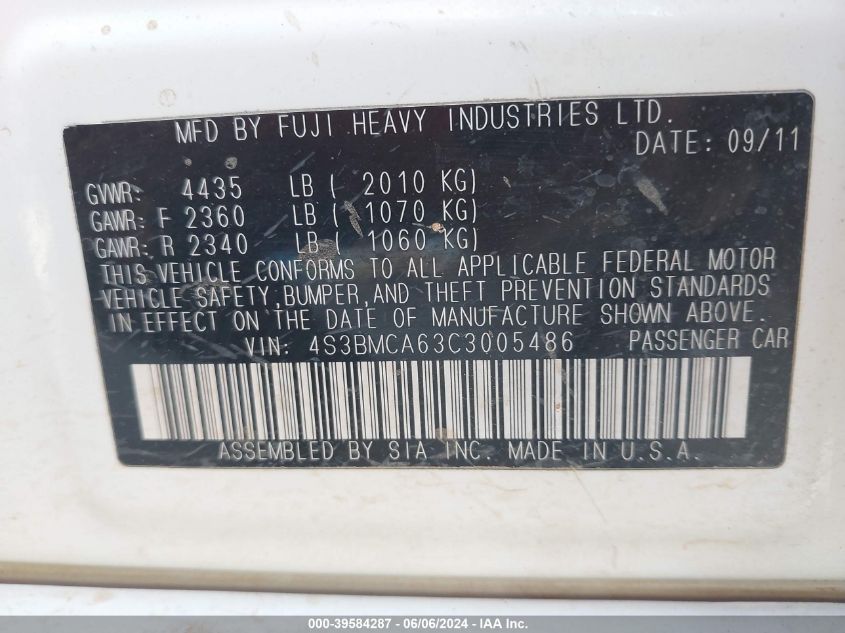 MFD BY FUJI HEAVY INDUSTRIES LTD.
DATE: 09/11
GVWR: 4435 LB ( 2010 KG)
GAWR: F 2360 LB ( 1070 KG)
GAWR: R 2340 LB ( 1060 KG)
THIS VEHICLE CONFORMS TO ALL APPLICABLE FEDERAL MOTOR
VEHICLE SAFETY,BUMPER,AND THEFT PREVENTION STANDARDS
IN EFFECT ON THE DATE OF MANUFACTURE SHOWN ABOVE.
VIN: 4S3BMCA63C3005486 PASSENGER CAR
ASSEMBLED BY SIA INC. MADE IN U.S.A.
000-39584287 - 06/06/2024 - IAA Inc.